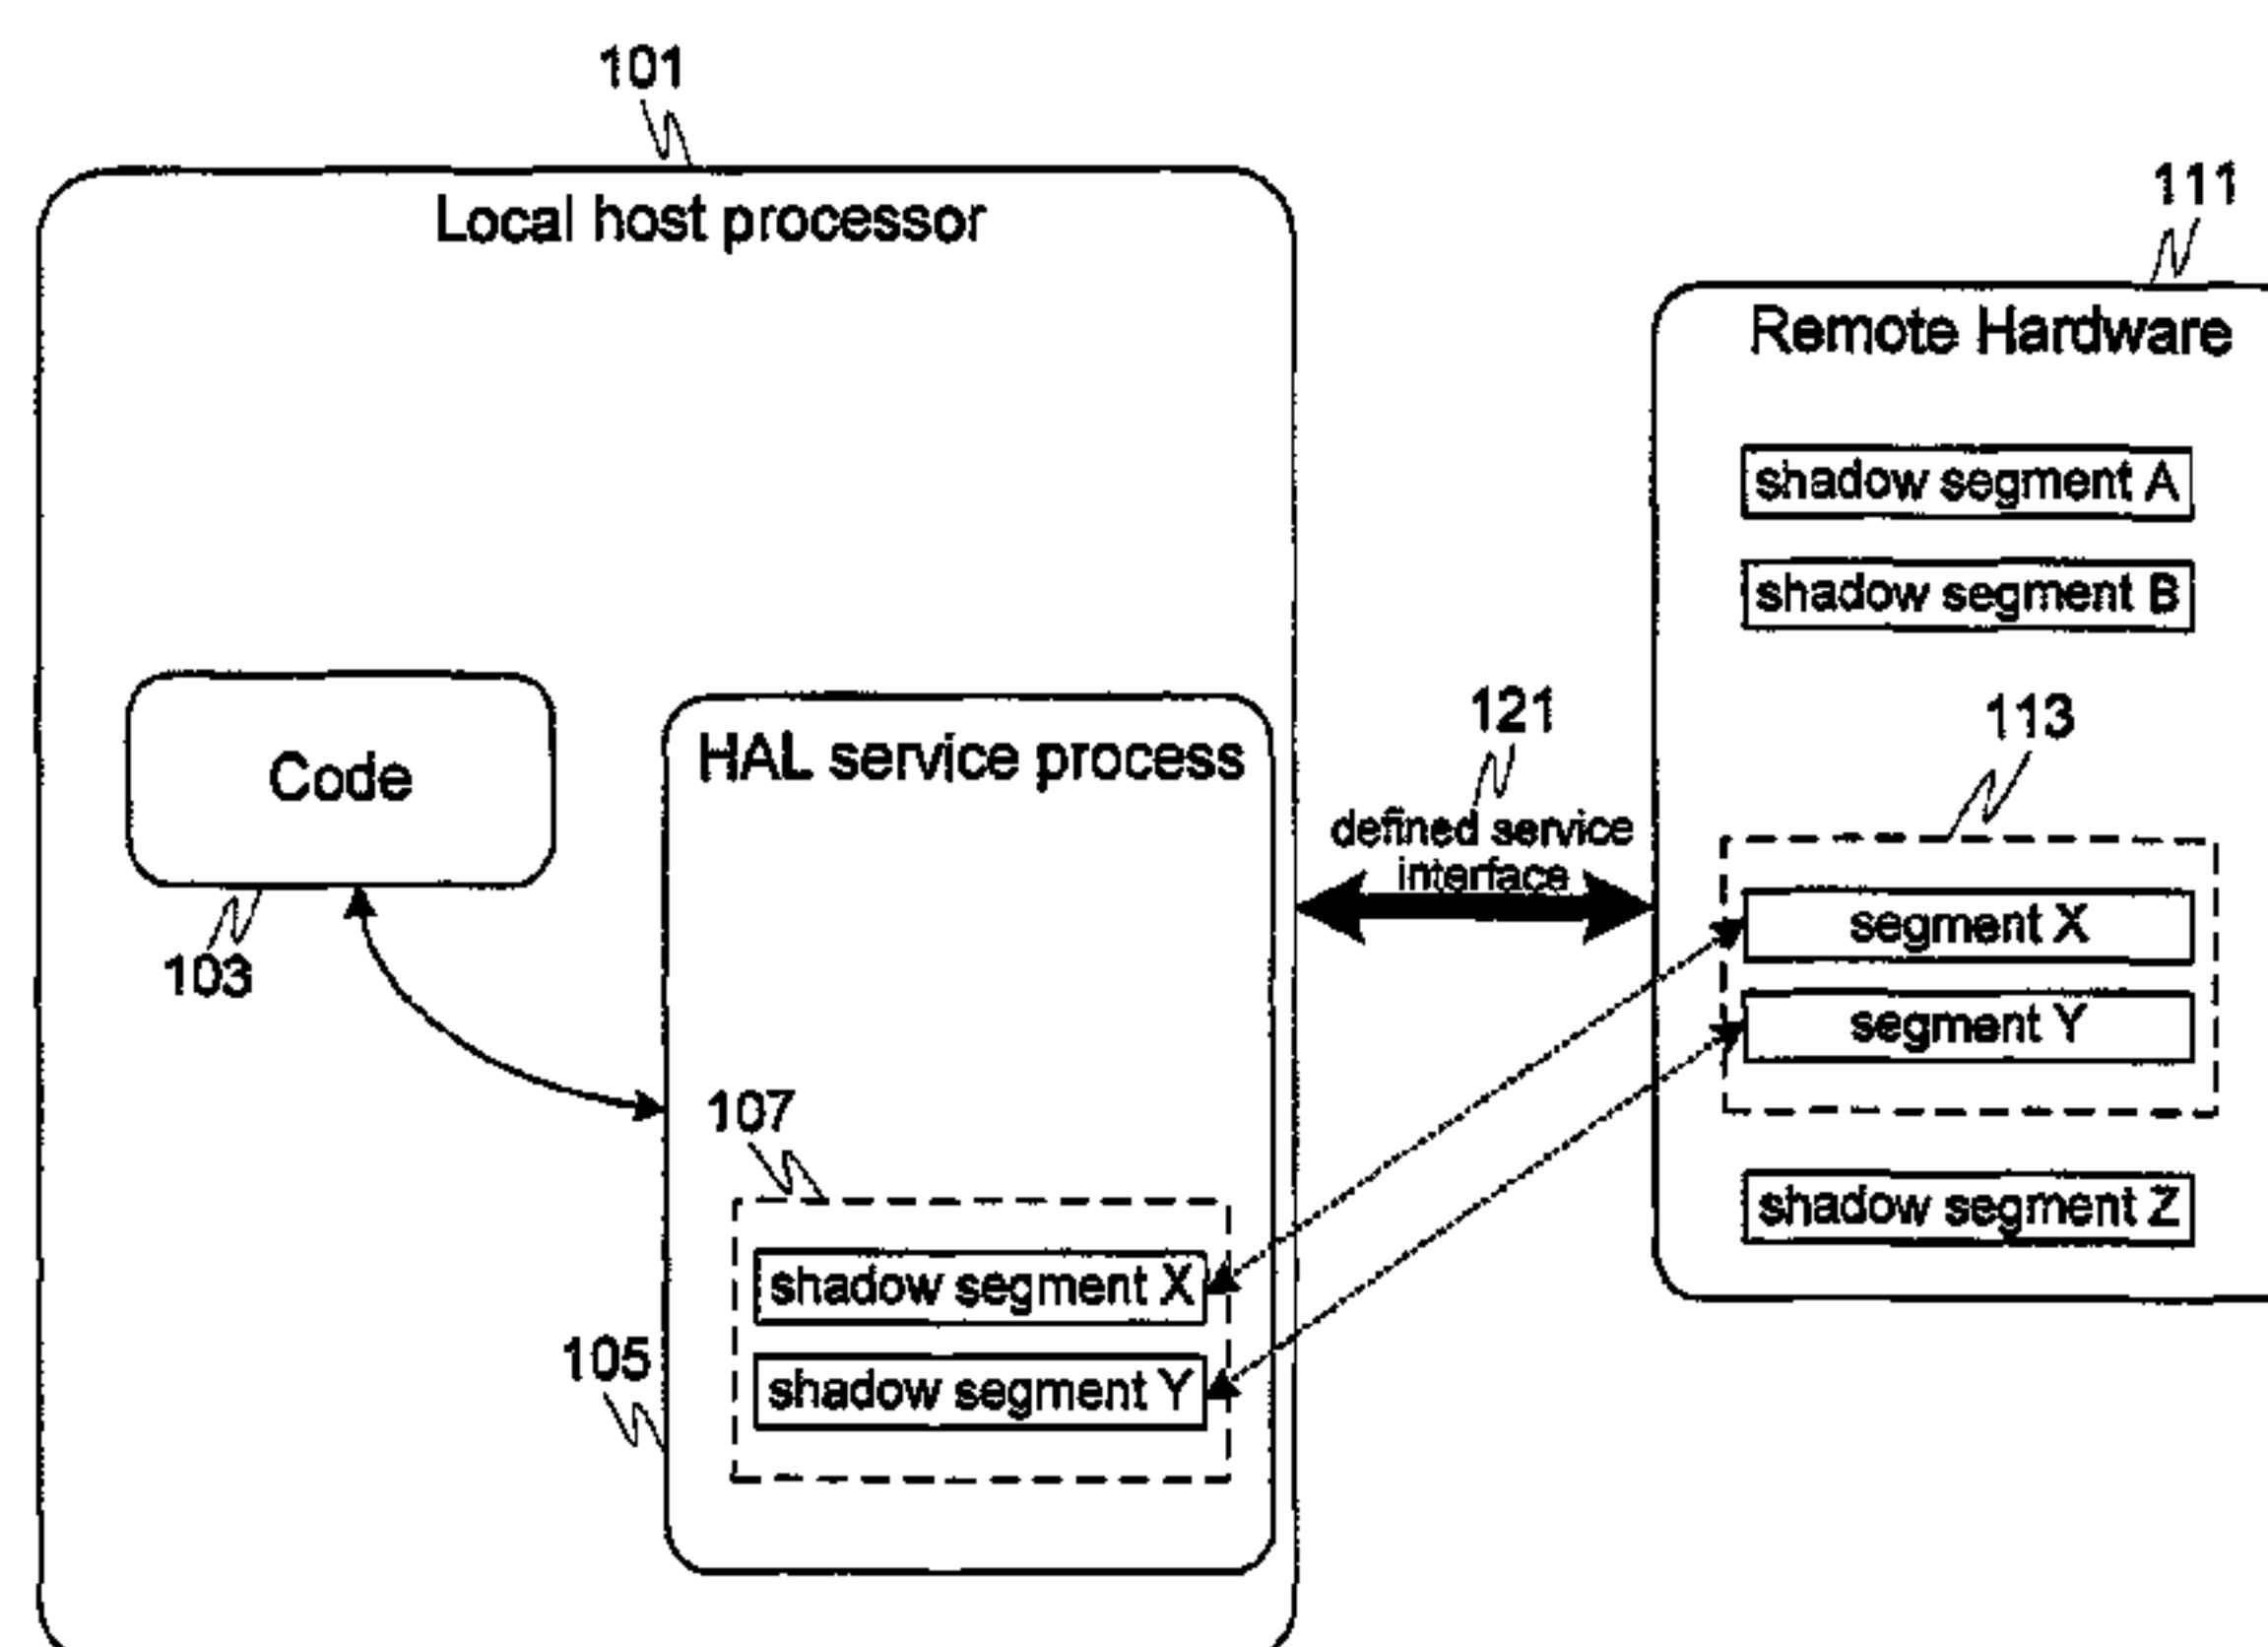 101
Local host processor
111
Remote Hardware
shadow segment A
shadow segment B
Code
103
HAL service process
121
defined service
interface
113
segment X
segment Y
107
shadow segment X
105
shadow segment Y
shadow segment Z